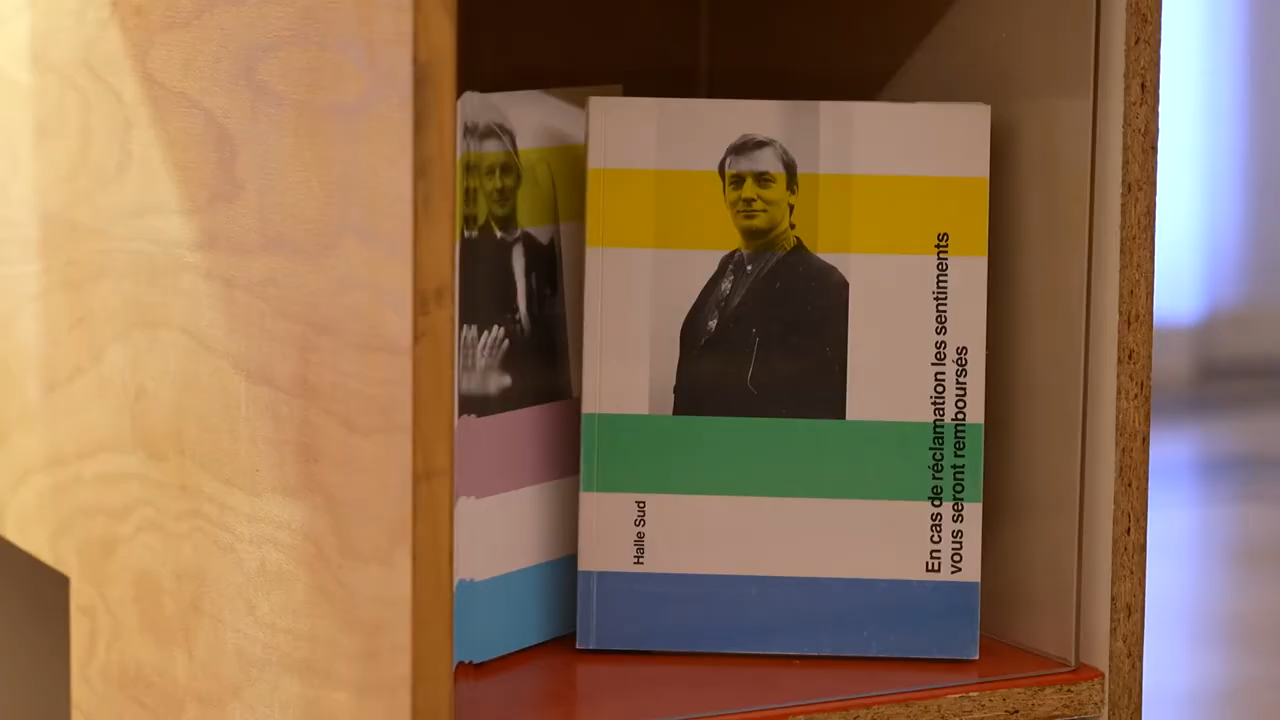 En cas de réclamation les sentiments
vous seront remboursés
Halle Sud